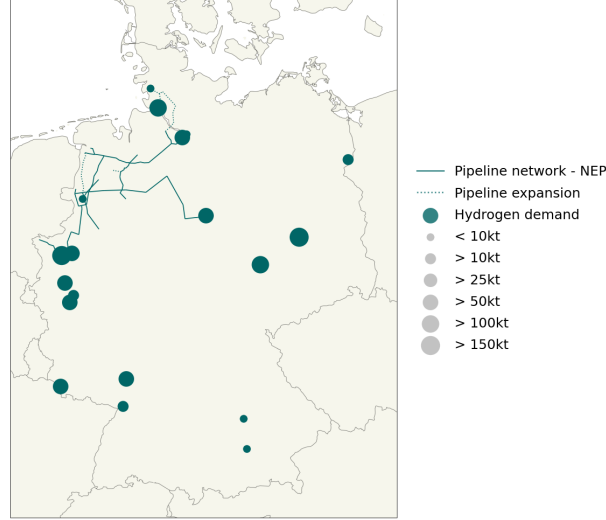 Pipeline network - NEP
Pipeline expansion
Hydrogen demand
< 10kt
> 10kt
> 25kt
> 50kt
> 100kt
> 150kt